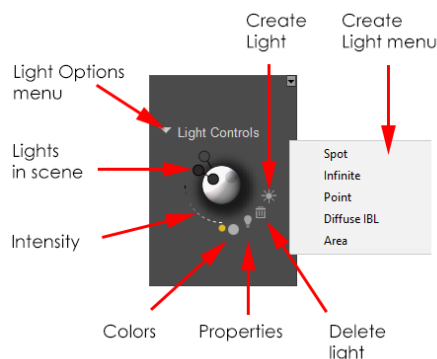 Create
Light
Create
Light menu
Light Options
menu
Light Controls
Lights
in scene
Spot
Infinite
Point
Diffuse IBL
Area
Intensity
Colors
Properties
Delete
light